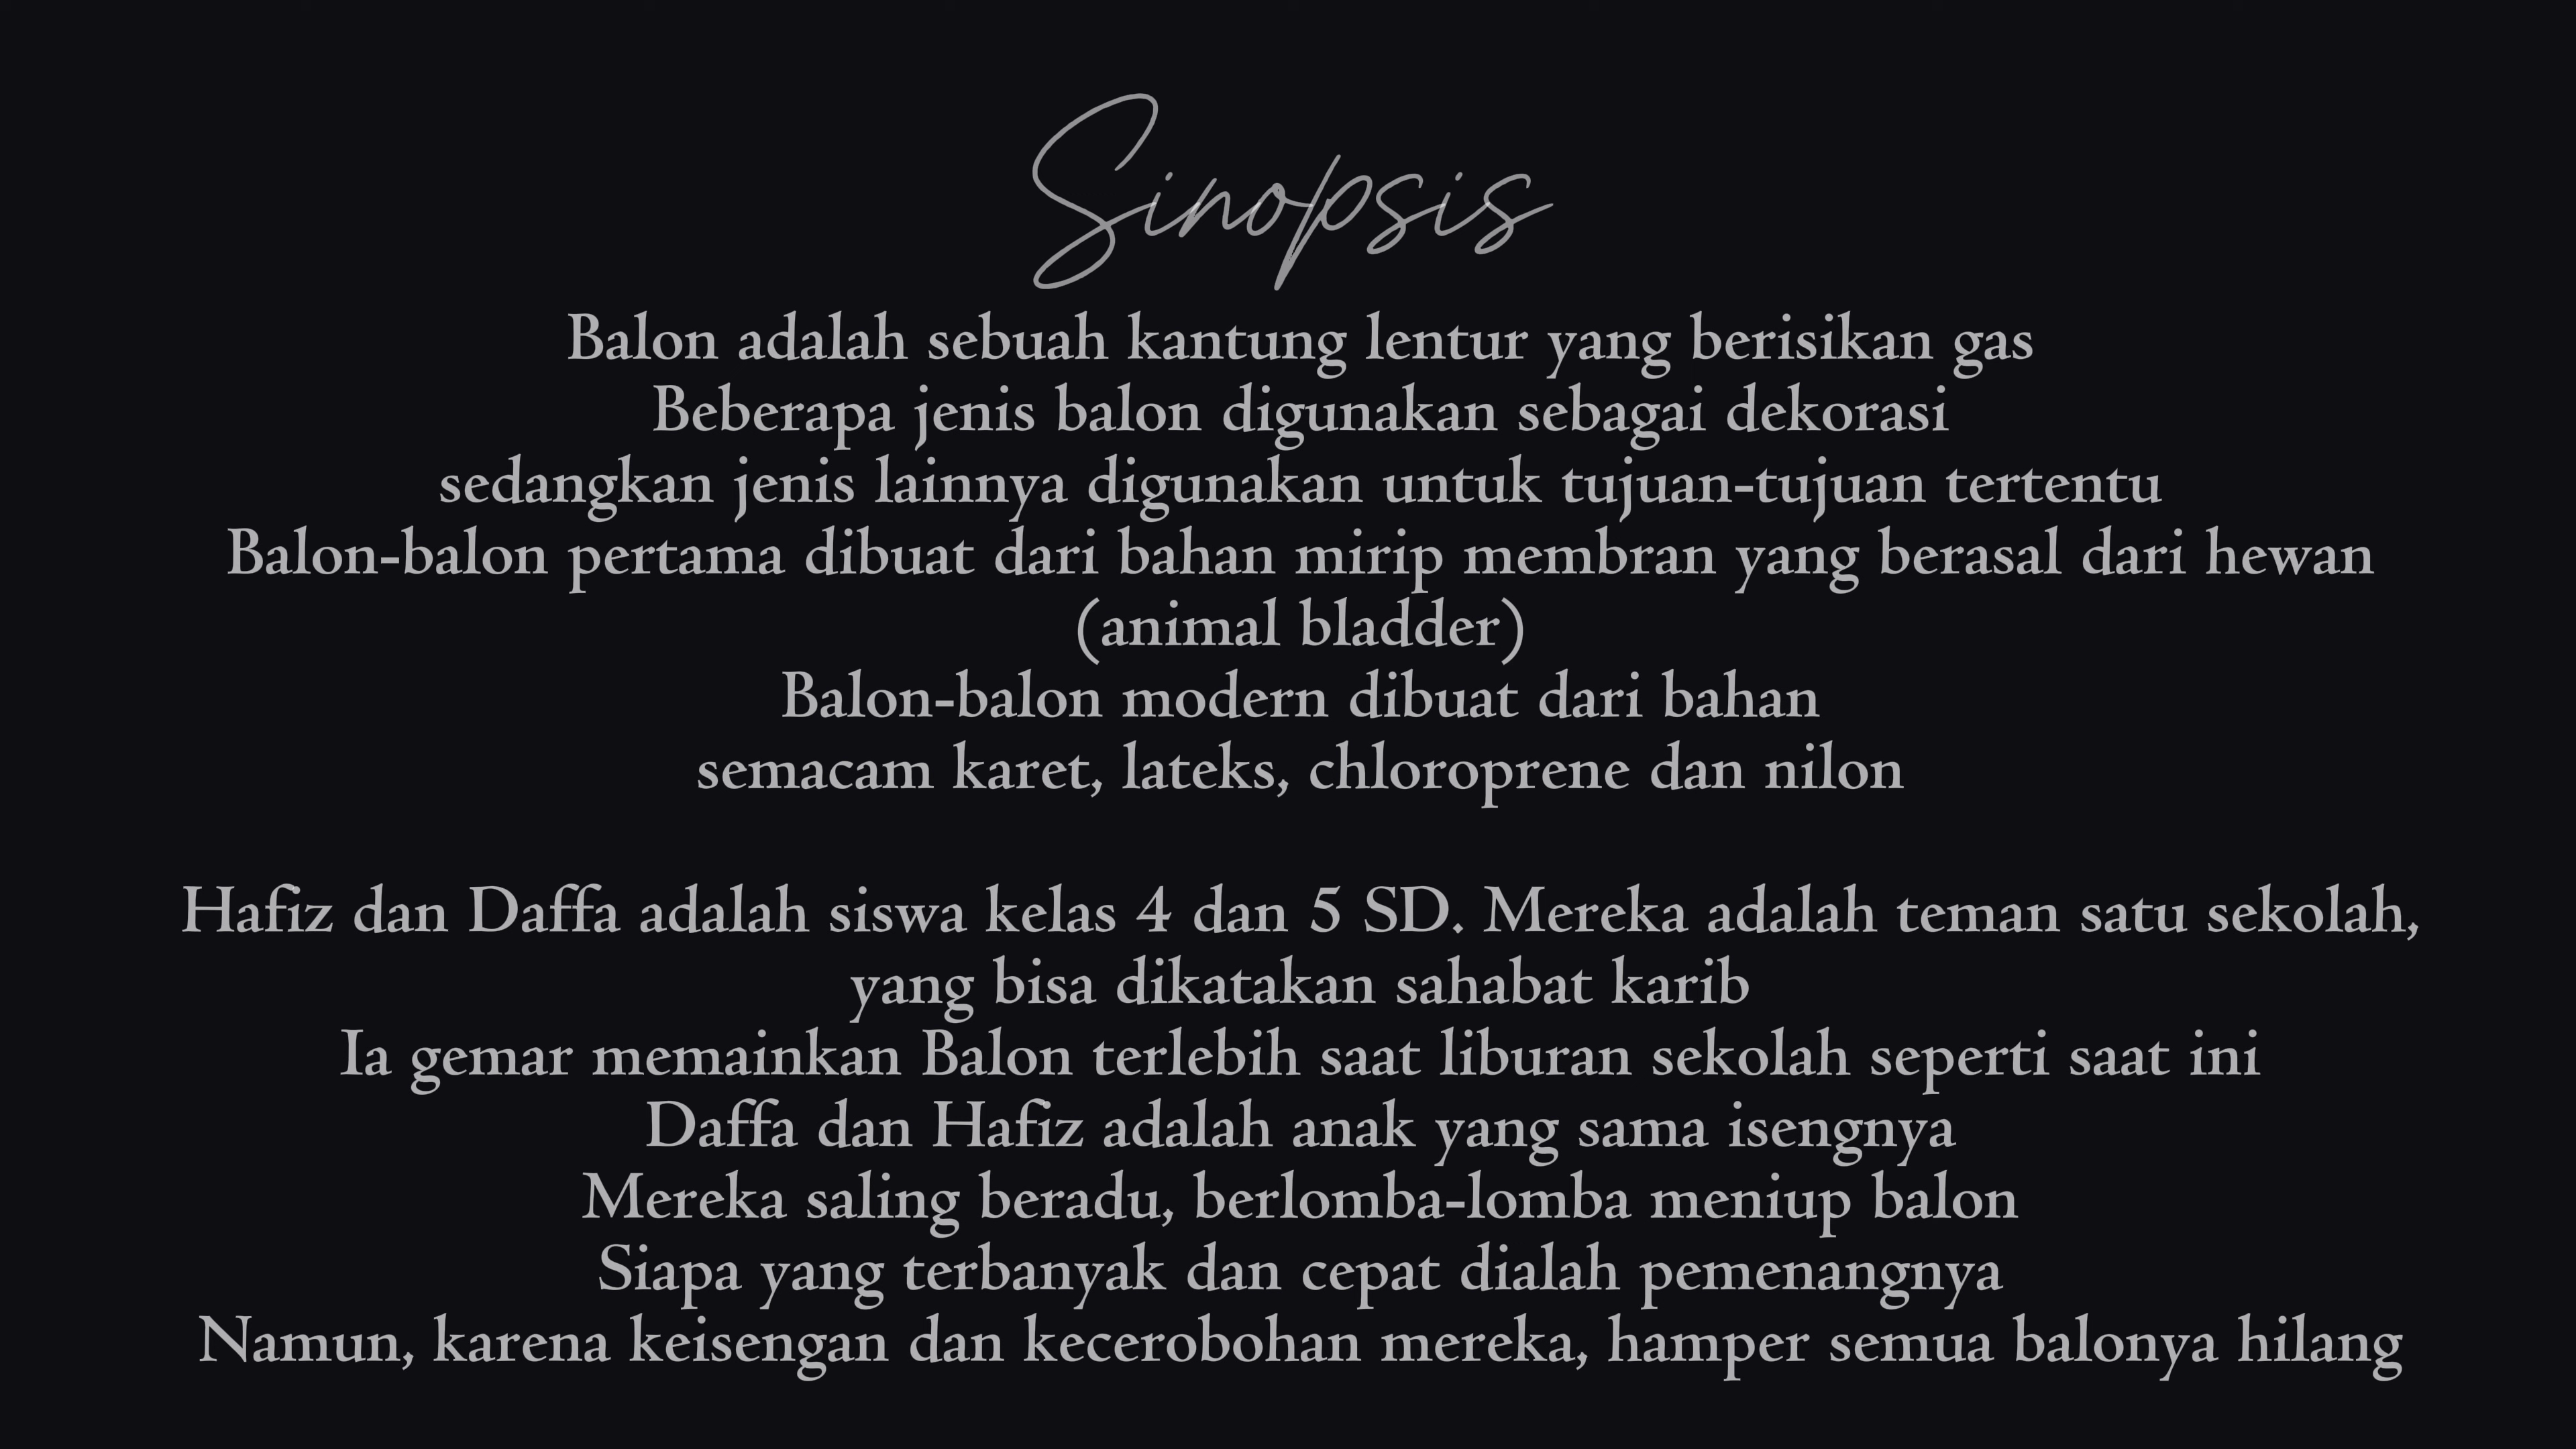 Sinopsis
Balon adalah sebuah kantung lentur yang berisikan gas
Beberapa jenis balon digunakan sebagai dekorasi
sedangkan jenis lainnya digunakan untuk tujuan-tujuan tertentu
Balon-balon pertama dibuat dari bahan mirip membran yang berasal dari hewan
(animal bladder)
Balon-balon modern dibuat dari bahan
semacam karet, lateks, chloroprene dan nilon
Hafiz dan Daffa adalah siswa kelas 4 dan 5 SD. Mereka adalah teman satu sekolah,
yang bisa dikatakan sahabat karib
Ia gemar memainkan Balon terlebih saat liburan sekolah seperti saat ini
Daffa dan Hafiz adalah anak yang sama isengnya
Mereka saling beradu, berlomba-lomba meniup balon
Siapa yang terbanyak dan cepat dialah pemenangnya
Namun, karena keisengan dan kecerobohan mereka, hamper semua balonya hilang